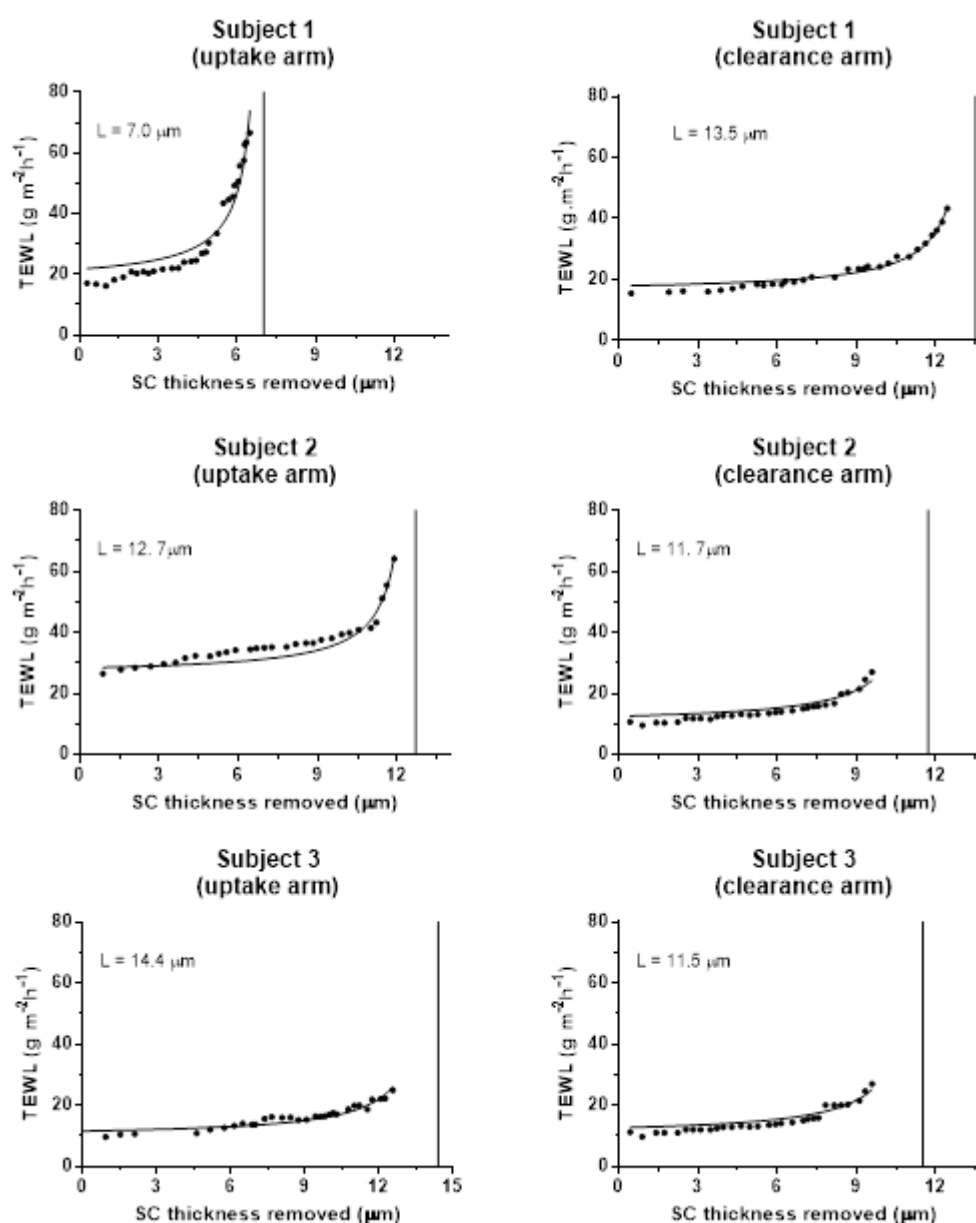 Subject 1
(uptake arm)
80
60
40
20
0
TEWL (g m⁻²h⁻¹)
L = 7.0 μm
0 3 6 9 12
SC thickness removed (μm)
Subject 1
(clearance arm)
80
60
40
20
0
TEWL (g.m⁻²h⁻¹)
L = 13.5 μm
0 3 6 9 12
SC thickness removed (μm)
Subject 2
(uptake arm)
80
60
40
20
0
TEWL (g m⁻²h⁻¹)
L = 12. 7μm
0 3 6 9 12
SC thickness removed (μm)
Subject 2
(clearance arm)
80
60
40
20
0
TEWL (g m⁻²h⁻¹)
L = 11.7μm
0 3 6 9 12
SC thickness removed (μm)
Subject 3
(uptake arm)
80
60
40
20
0
TEWL (g m⁻²h⁻¹)
L = 14.4 μm
0 3 6 9 12 15
SC thickness removed (μm)
Subject 3
(clearance arm)
80
60
40
20
0
TEWL (g m⁻²h⁻¹)
L = 11.5 μm
0 3 6 9 12
SC thickness removed (μm)